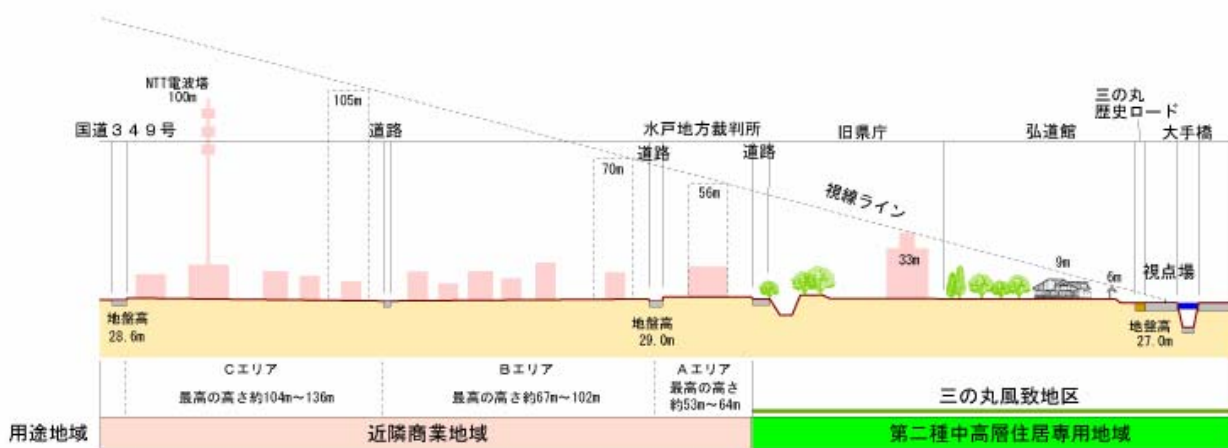 NTT電波塔
100m
105m
三の丸
歴史ロード
国道349号
道路
水戸地方裁判所
旧県庁
弘道館
大手橋
道路
道路
70m
56m
視線ライン
33m
9m
6m
視点場
地盤高
28.6m
地盤高
29.0m
地盤高
27.0m
Cエリア
最高の高さ約104m~136m
Bエリア
最高の高さ約67m~102m
Aエリア
最高の高さ
約53m~64m
三の丸風致地区
用途地域
近隣商業地域
第二種中高層住居専用地域